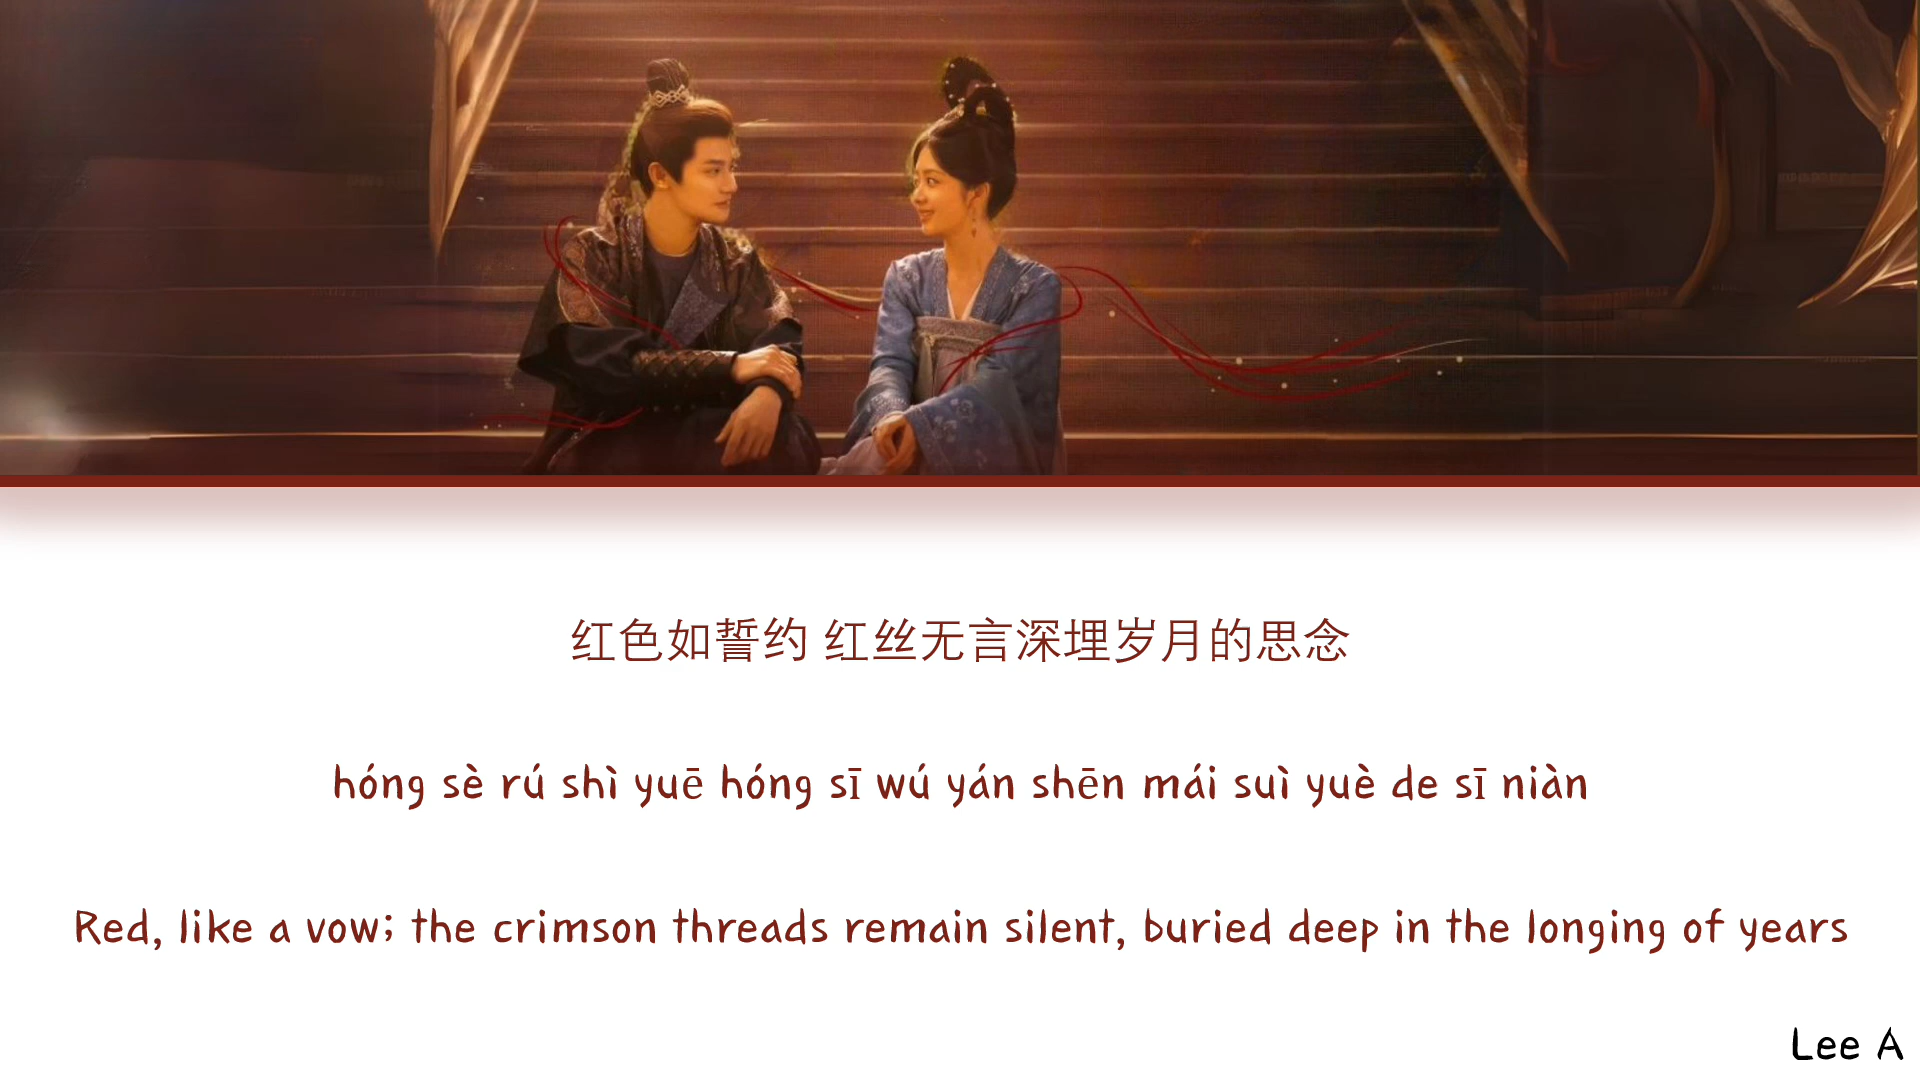 红色如誓约 红丝无言深埋岁月的思念
hóng sè rú shì yuē hóng sī wú yán shēn mái suì yuè de sī niàn
Red, like a vow; the crimson threads remain silent, buried deep in the longing of years
Lee A